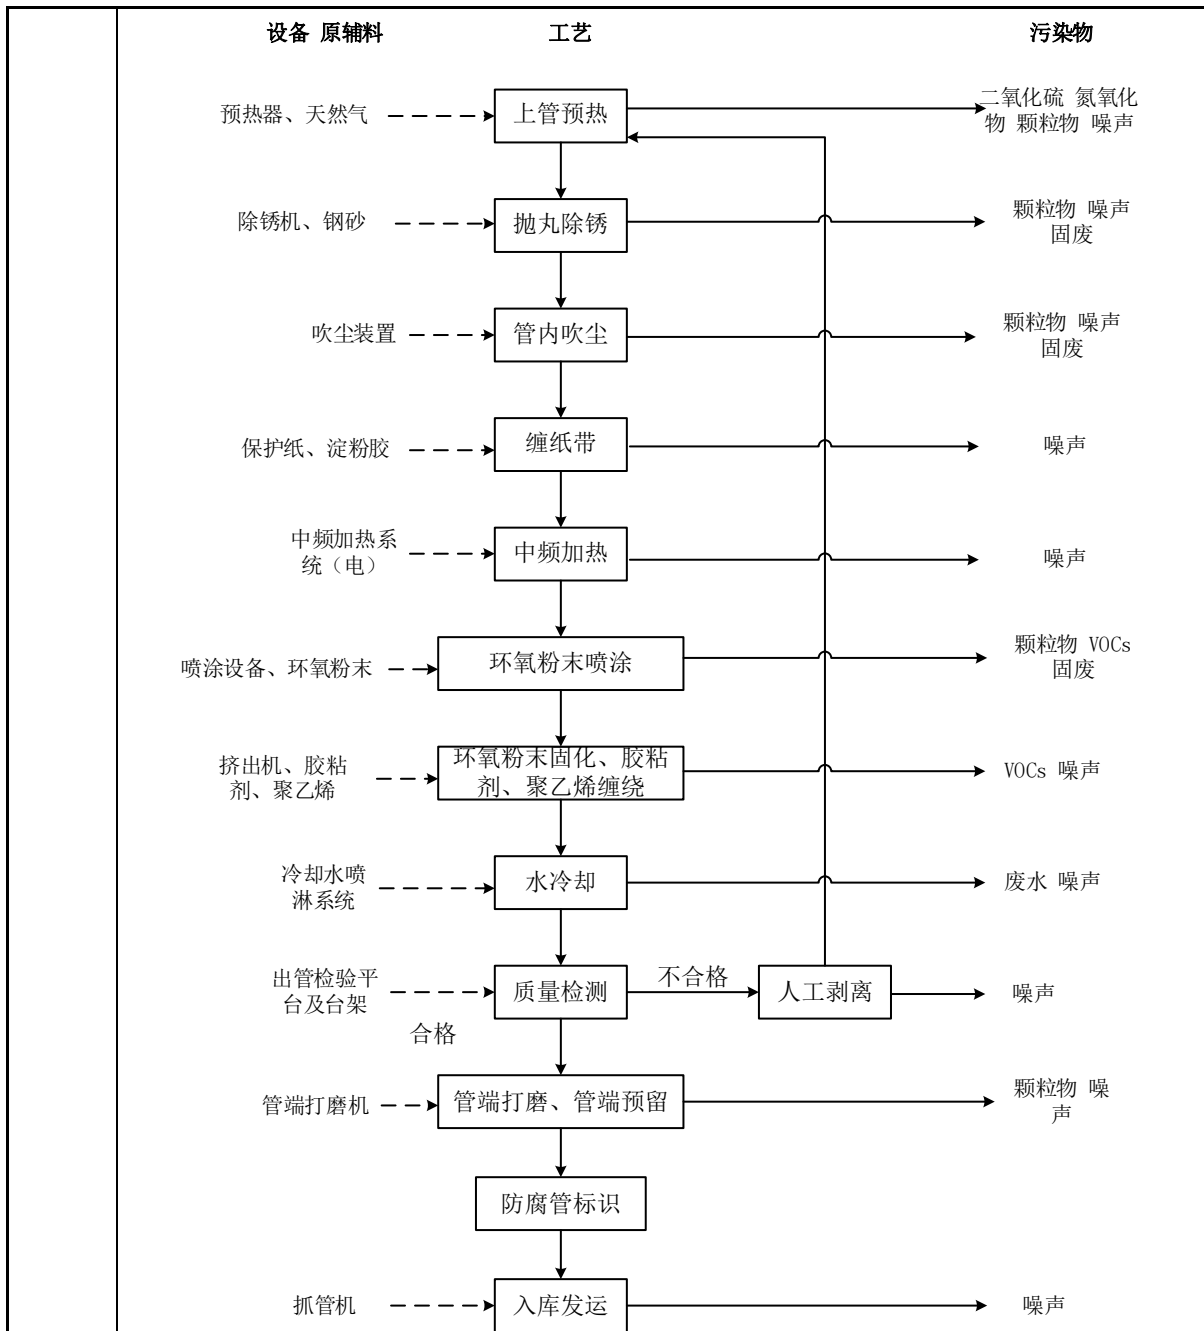 设备 原辅料 工艺 污染物
预热器、天然气 上管预热 二氧化硫 氮氧化
物 颗粒物 噪声
除锈机、钢砂 抛丸除锈 颗粒物 噪声
固废
吹尘装置 管内吹尘 颗粒物 噪声
固废
保护纸、淀粉胶 缠纸带 噪声
中频加热系
统（电） 中频加热 噪声
喷涂设备、环氧粉末 环氧粉末喷涂 颗粒物 VOCs
固废
挤出机、胶粘
剂、聚乙烯
环氧粉末固化、胶粘
剂、聚乙烯缠绕
VOCs 噪声
冷却水喷
淋系统
水冷却 废水 噪声
出管检验平
台及台架
质量检测 不合格 人工剥离 噪声
合格
管端打磨机 管端打磨、管端预留 颗粒物 噪
声
防腐管标识
抓管机 入库发运 噪声